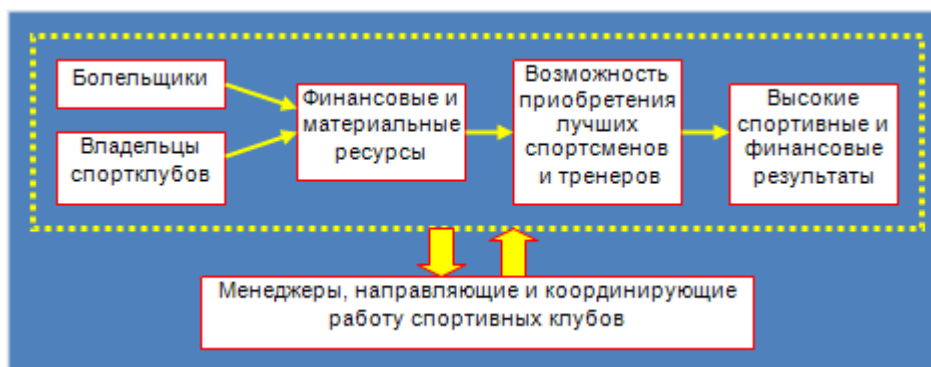 Болельщики
Владельцы
спортклубов
Финансовые и
материальные
ресурсы
Возможность
приобретения
лучших
спортсменов
и тренеров
Высокие
спортивные и
финансовые
результаты
Менеджеры, направляющие и координирующие
работу спортивных клубов